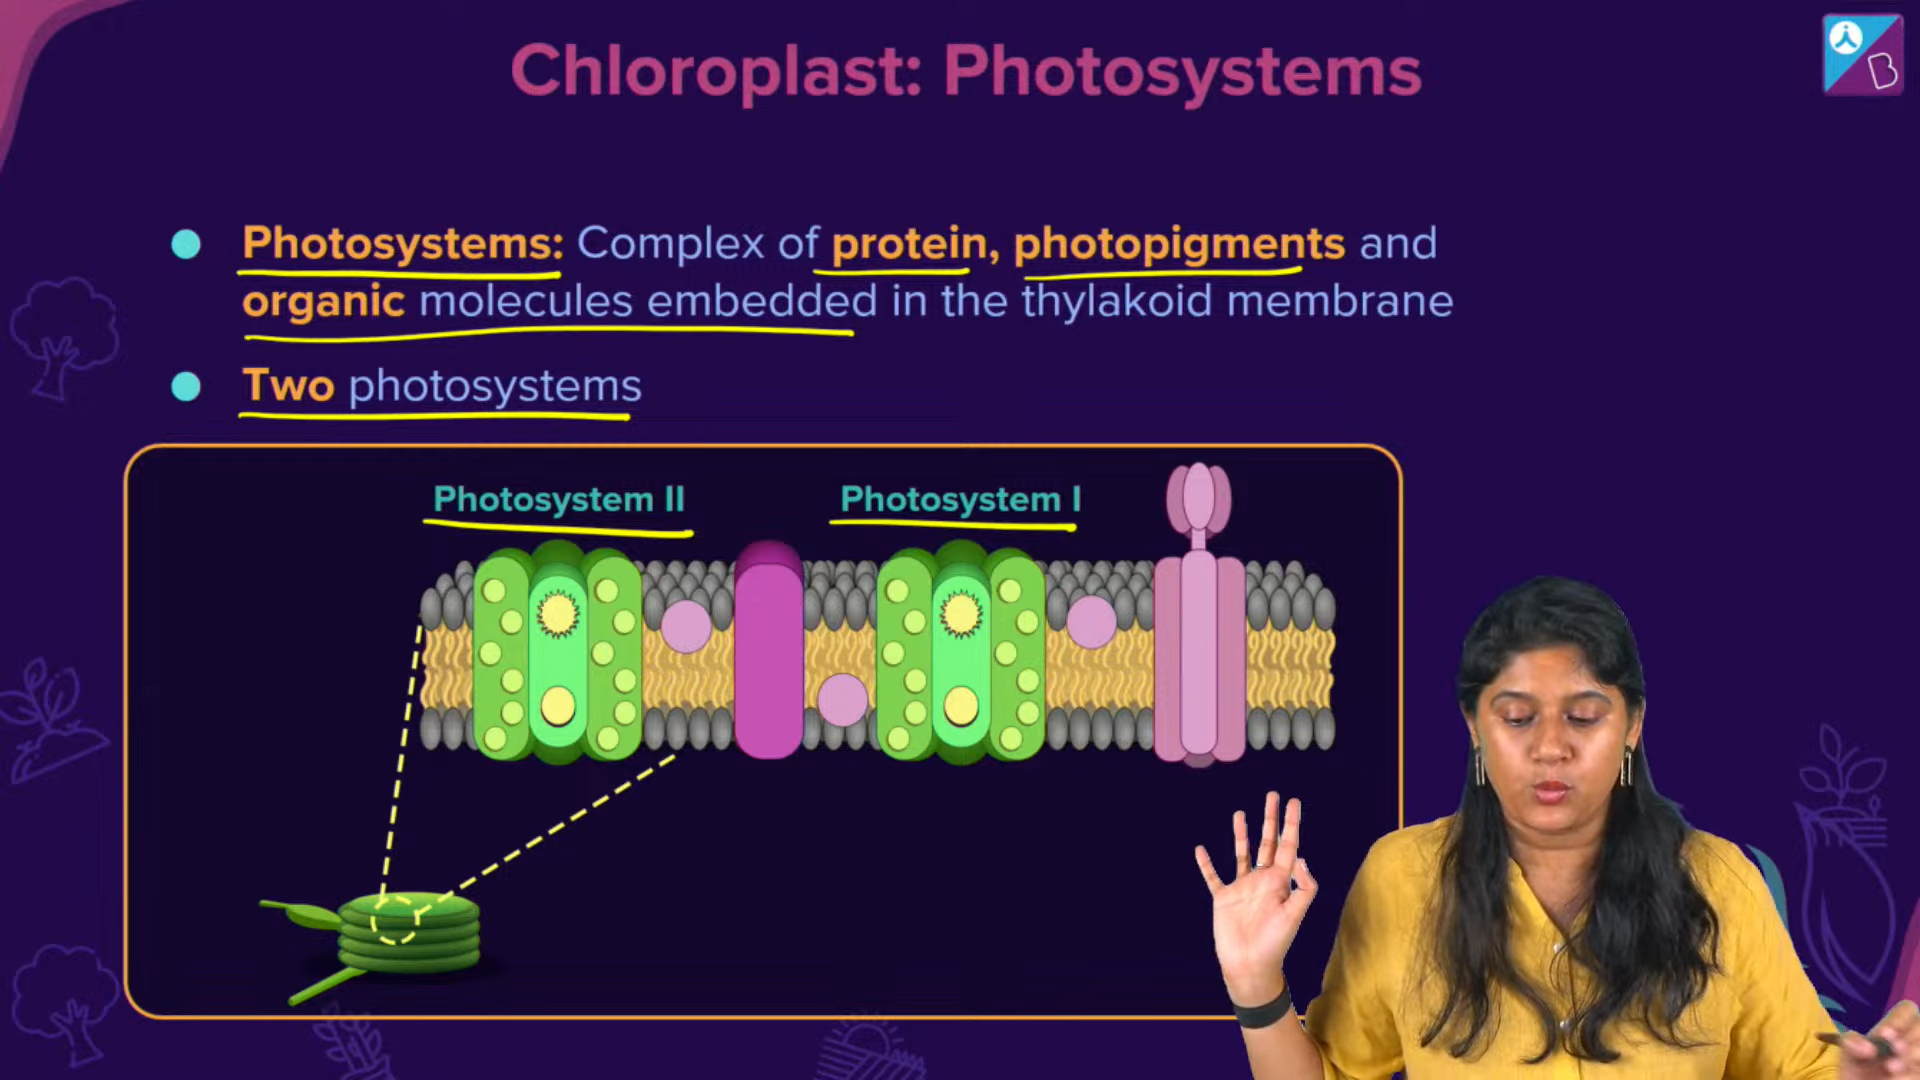 Chloroplast: Photosystems
Photosystems: Complex of protein, photopigments and
organic molecules embedded in the thylakoid membrane
Two photosystems
Photosystem II
Photosystem I
B